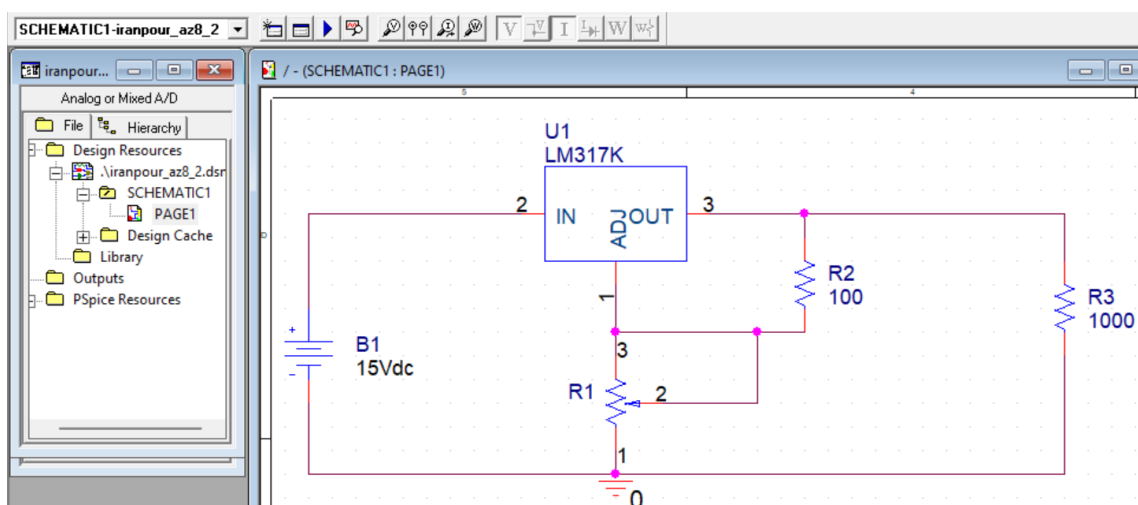 SCHEMATIC1-iranpour_az8_2
iranpour...
Analog or Mixed A/D
File
Hierarchy
Design Resources
.\iranpour_az8_2.dsr
SCHEMATIC1
PAGE1
Design Cache
Library
Outputs
PSpice Resources
/ - (SCHEMATIC1 : PAGE1)
5
4
D
U1
LM317K
2
IN
ADJ
OUT
3
1
R2
100
R3
1000
B1
15Vdc
3
R1
2
1
0